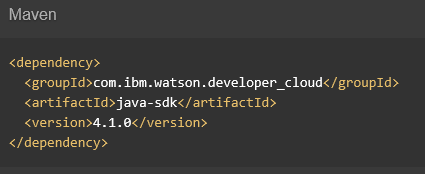 Maven
<dependency>
<groupId>com.ibm.watson.developer_cloud</groupId>
<artifactId>java-sdk</artifactId>
<version>4.1.0</version>
</dependency>